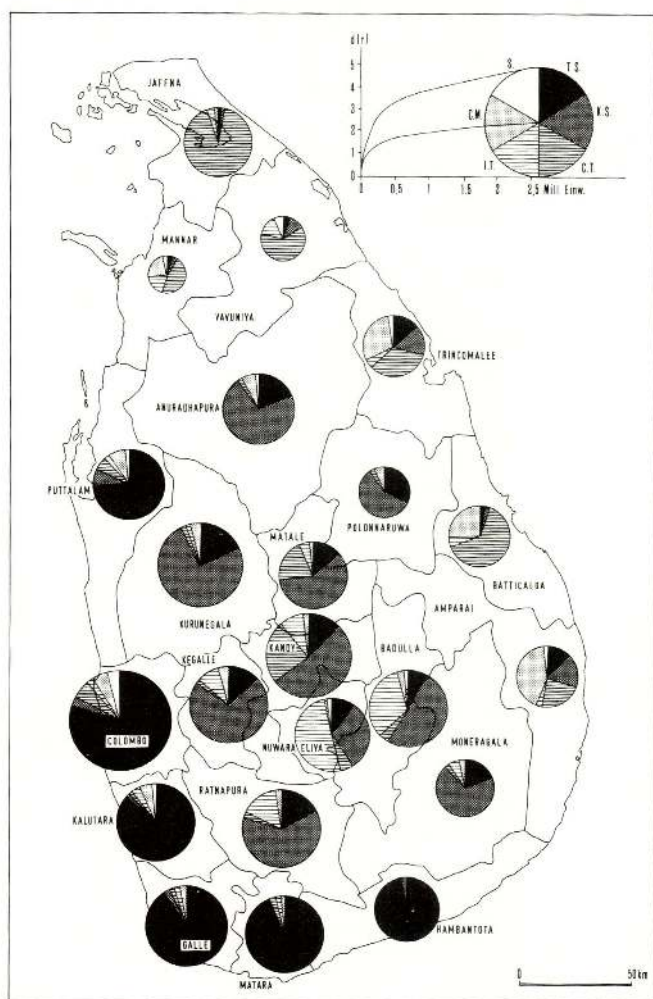 d(r)
5
4
3
2
1
0
0
0,5
1
1,5
2
2,5 Mill Einw.
S.
T.S.
K.S.
C.T.
I.T.
C.M.
JAFFNA
MANNAR
VAVUNIYA
TRINCOMALEE
ANURADHAPURA
PUTTALAM
POLONNARUWA
MATALE
BATTICALOA
KURUNEGALA
AMPARAI
KEGALLE
KANDY
BADULLA
COLOMBO
NUWARA ELIYA
MONERAGALA
RATNAPURA
KALUTARA
HAMBANTOTA
GALLE
MATARA
0
50km